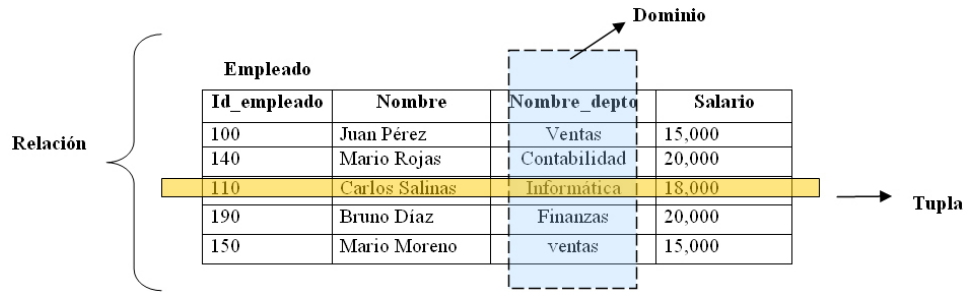 Dominio
Empleado
Id_empleado Nombre Nombre_depto Salario
100 Juan Pérez Ventas 15,000
Relación
140 Mario Rojas Contabilidad 20,000
110 Carlos Salinas Informática 18,000
Tupla
190 Bruno Díaz Finanzas 20,000
150 Mario Moreno ventas 15,000